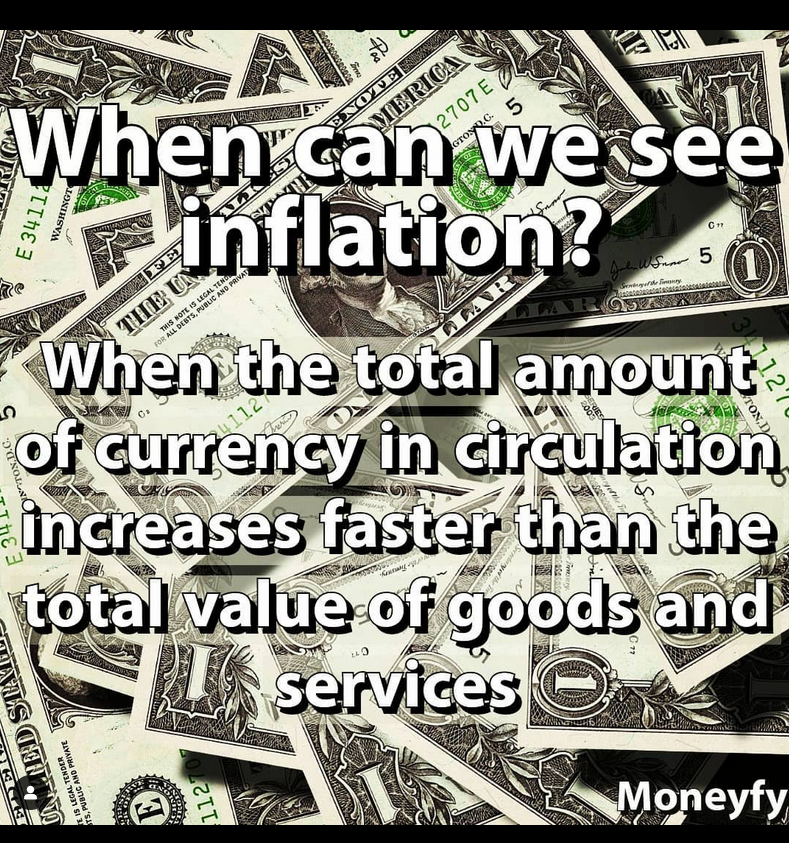 When can we see
inflation?
When the total amount
of currency in circulation
increases faster than the
total value of goods and
services
Moneyfy